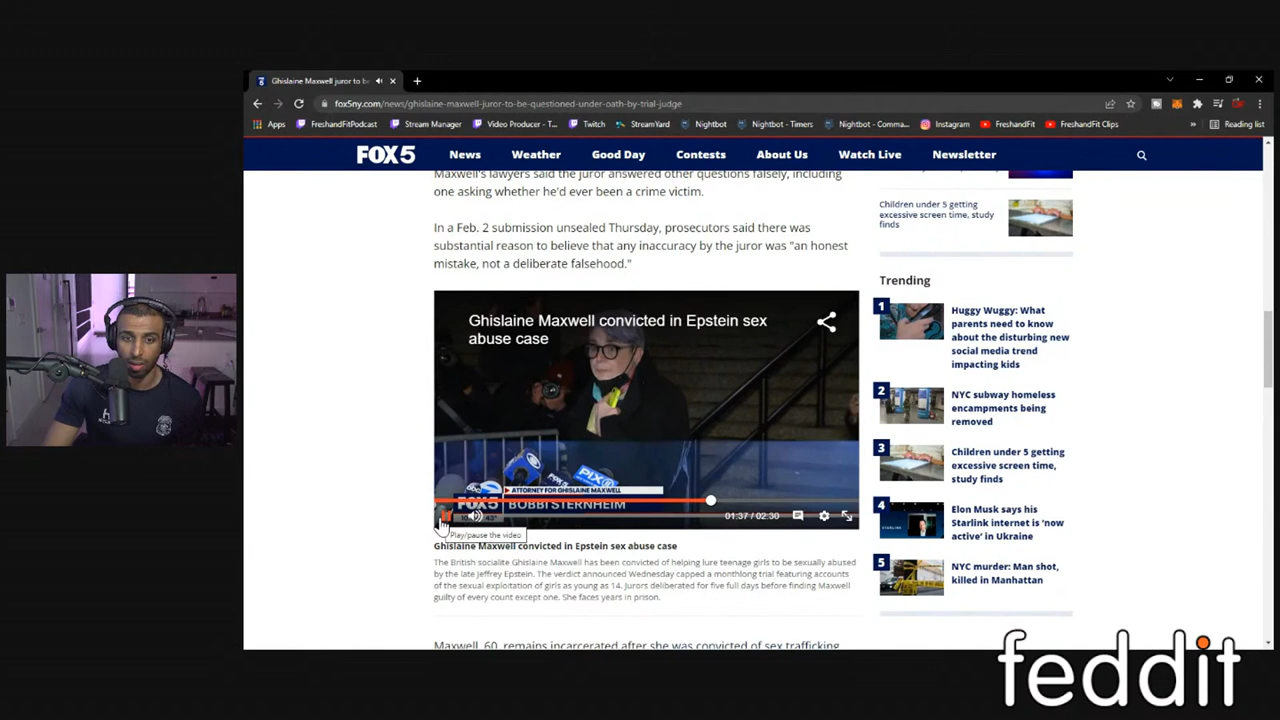 Ghislaine Maxwell juror to be
fox5ny.com/news/ghislaine-maxwell-juror-to-be-questioned-under-oath-by-trial-judge
Apps FreshandFitPodcast Stream Manager Video Producer - T... Twitch StreamYard Nightbot Nightbot - Timers Nightbot - Comma... Instagram FreshandFit FreshandFit Clips » Reading list
FOX 5 News Weather Good Day Contests About Us Watch Live Newsletter
Maxwell's lawyers said the juror answered other questions falsely, including
one asking whether he'd ever been a crime victim.
In a Feb. 2 submission unsealed Thursday, prosecutors said there was
substantial reason to believe that any inaccuracy by the juror was "an honest
mistake, not a deliberate falsehood."
Ghislaine Maxwell convicted in Epstein sex
abuse case
PIX 11
abc
ATTORNEY FOR GHISLAINE MAXWELL
FOX5 BOBBI STERNHEIM
01:37 / 02:30
Play/pause the video
Ghislaine Maxwell convicted in Epstein sex abuse case
The British socialite Ghislaine Maxwell has been convicted of helping lure teenage girls to be sexually abused
by the late Jeffrey Epstein. The verdict announced Wednesday capped a monthlong trial featuring accounts
of the sexual exploitation of girls as young as 14. Jurors deliberated for five full days before finding Maxwell
guilty of every count except one. She faces years in prison.
Maxwell, 60, remains incarcerated after she was convicted of sex trafficking,
Children under 5 getting
excessive screen time, study
finds
Trending
1 Huggy Wuggy: What
parents need to know
about the disturbing new
social media trend
impacting kids
2 NYC subway homeless
encampments being
removed
3 Children under 5 getting
excessive screen time,
study finds
4 Elon Musk says his
Starlink internet is 'now
active' in Ukraine
5 NYC murder: Man shot,
killed in Manhattan
feddit